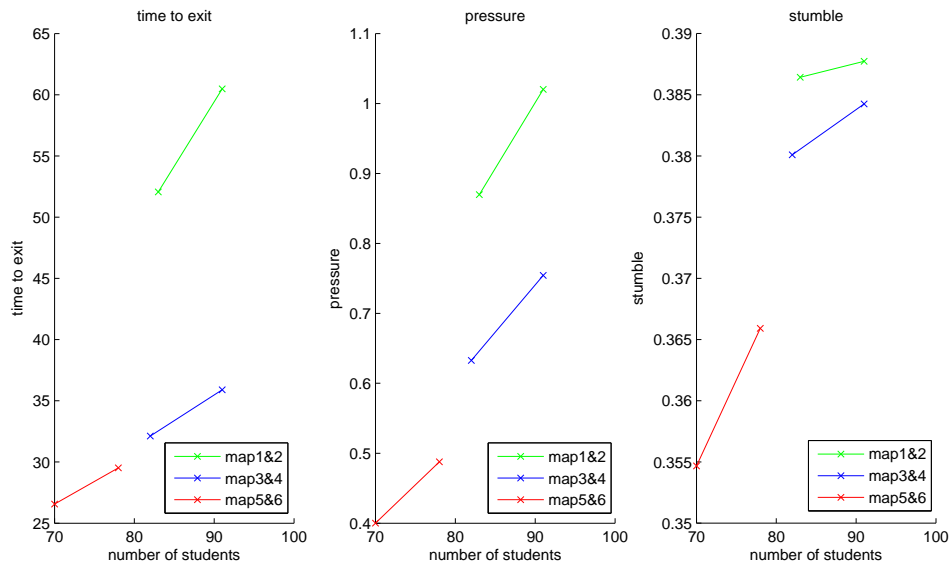 time to exit
65
60
55
50
45
40
35
30
25
time to exit
70 80 90 100
number of students
map1&2
map3&4
map5&6
pressure
1.1
1
0.9
0.8
0.7
0.6
0.5
0.4
pressure
70 80 90 100
number of students
map1&2
map3&4
map5&6
stumble
0.39
0.385
0.38
0.375
0.37
0.365
0.36
0.355
0.35
stumble
70 80 90 100
number of students
map1&2
map3&4
map5&6